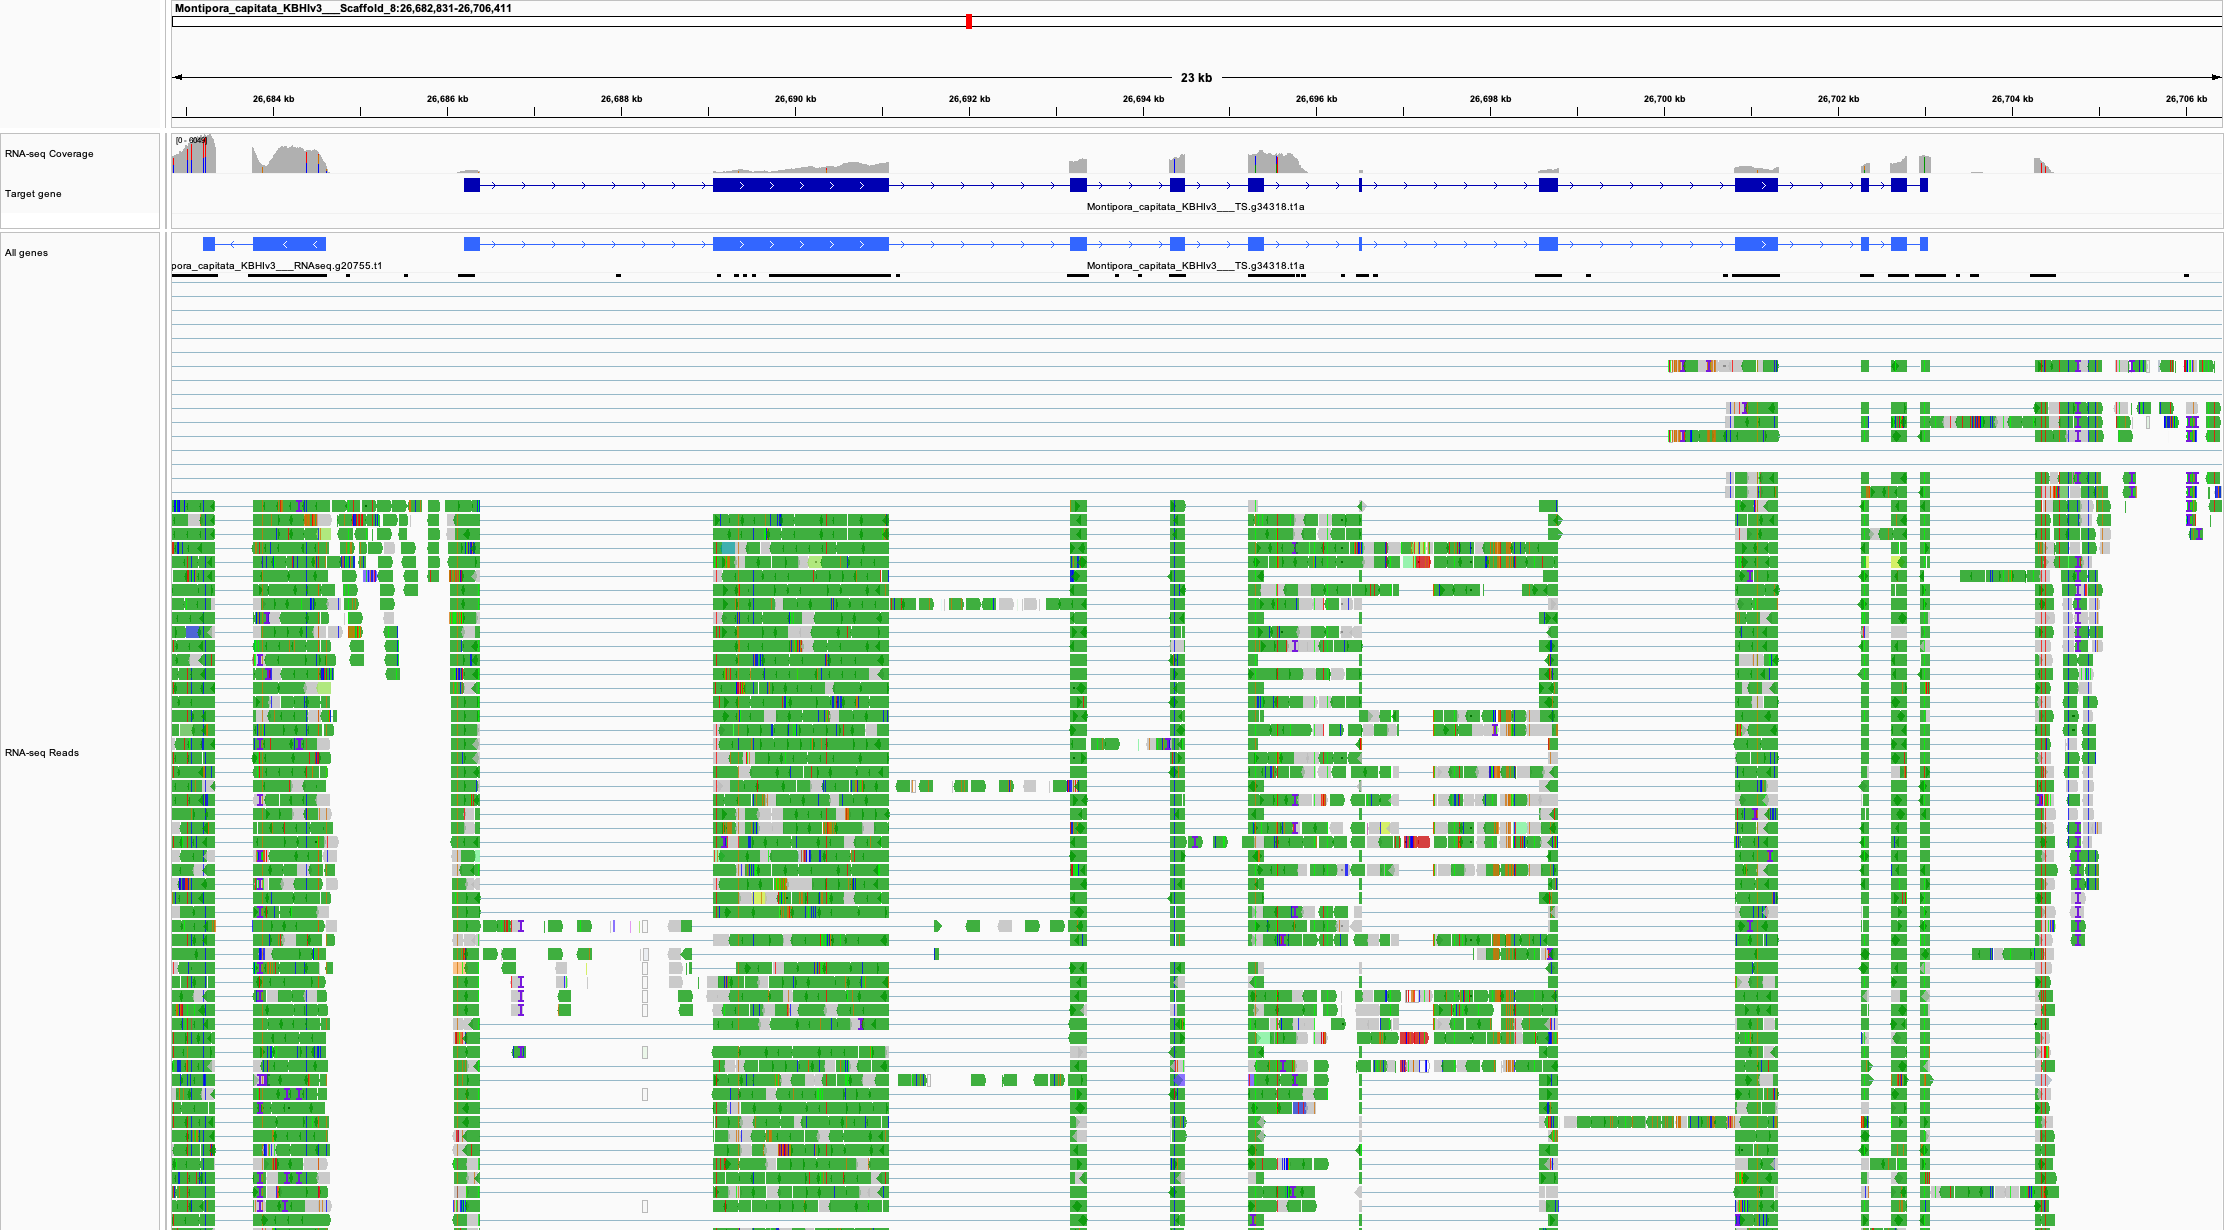 Montipora_capitata_KBHIv3___Scaffold_8:26,682,831-26,706,411
23 kb
26,684 kb 26,686 kb 26,688 kb 26,690 kb 26,692 kb 26,694 kb 26,696 kb 26,698 kb 26,700 kb 26,702 kb 26,704 kb 26,706 kb
[0 - 6049]
RNA-seq Coverage
Target gene
Montipora_capitata_KBHIv3___TS.g34318.t1a
All genes
pora_capitata_KBHIv3___RNAseq.g20755.t1 Montipora_capitata_KBHIv3___TS.g34318.t1a
RNA-seq Reads